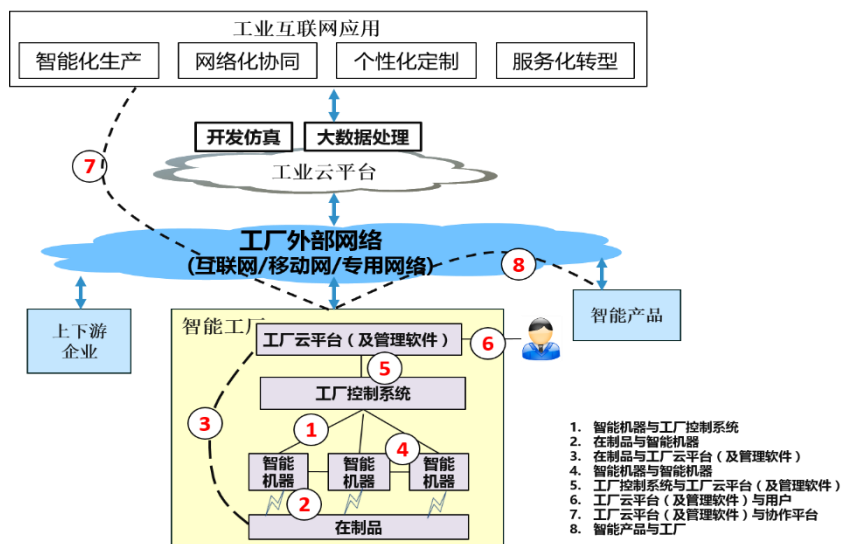 工业互联网应用
智能化生产
网络化协同
个性化定制
服务化转型
开发仿真
大数据处理
工业云平台
7
工厂外部网络
(互联网/移动网/专用网络)
8
上下游
企业
智能产品
智能工厂
工厂云平台（及管理软件）
6
5
工厂控制系统
3
1
4
智能
机器
智能
机器
智能
机器
2
在制品
1. 智能机器与工厂控制系统
2. 在制品与智能机器
3. 在制品与工厂云平台（及管理软件）
4. 智能机器与智能机器
5. 工厂控制系统与工厂云平台（及管理软件）
6. 工厂云平台（及管理软件）与用户
7. 工厂云平台（及管理软件）与协作平台
8. 智能产品与工厂